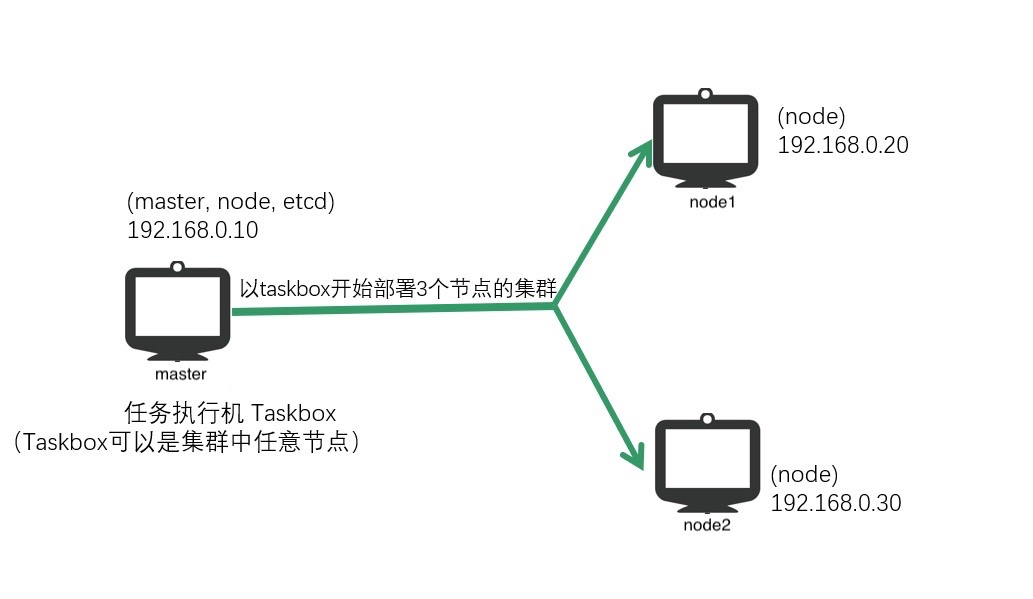 (node)
192.168.0.20
node1
(master, node, etcd)
192.168.0.10
以taskbox开始部署3个节点的集群
master
任务执行机 Taskbox
（Taskbox可以是集群中任意节点）
(node)
192.168.0.30
node2